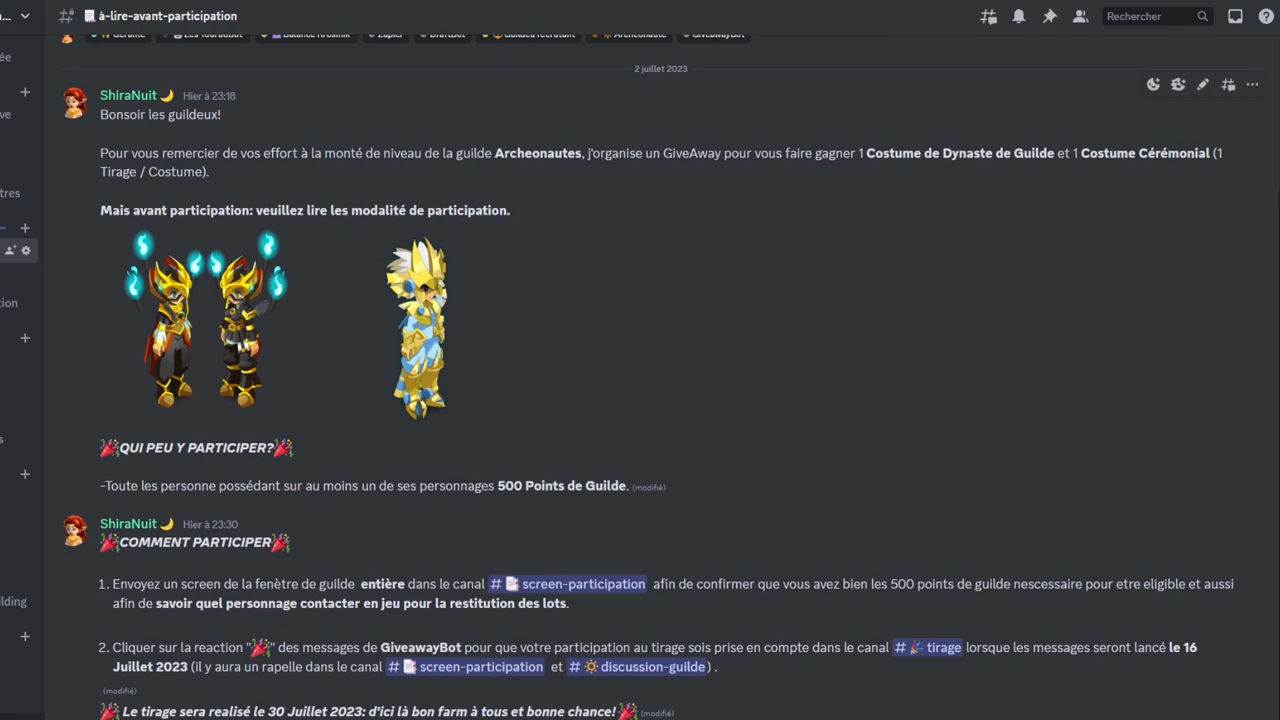 à-lire-avant-participation
Rechercher
ée
ve
tres
tion
s
ilding
2 juillet 2023
ShiraNuit Hier à 23:18
Bonsoir les guildeux!
Pour vous remercier de vos effort à la monté de niveau de la guilde Archeonautes, j'organise un GiveAway pour vous faire gagner 1 Costume de Dynaste de Guilde et 1 Costume Cérémonial (1
Tirage / Costume).
Mais avant participation: veuillez lire les modalité de participation.
QUI PEU Y PARTICIPER?
-Toute les personne possédant sur au moins un de ses personnages 500 Points de Guilde. (modifié)
ShiraNuit Hier à 23:30
COMMENT PARTICIPER
1. Envoyez un screen de la fenètre de guilde entière dans le canal # screen-participation afin de confirmer que vous avez bien les 500 points de guilde nescessaire pour etre eligible et aussi
afin de savoir quel personnage contacter en jeu pour la restitution des lots.
2. Cliquer sur la reaction "🎉" des messages de GiveawayBot pour que votre participation au tirage sois prise en compte dans le canal # tirage lorsque les messages seront lancé le 16
Juillet 2023 (il y aura un rapelle dans le canal # screen-participation et # discussion-guilde) .
(modifié)
Le tirage sera realisé le 30 Juillet 2023: d'ici là bon farm à tous et bonne chance! (modifié)